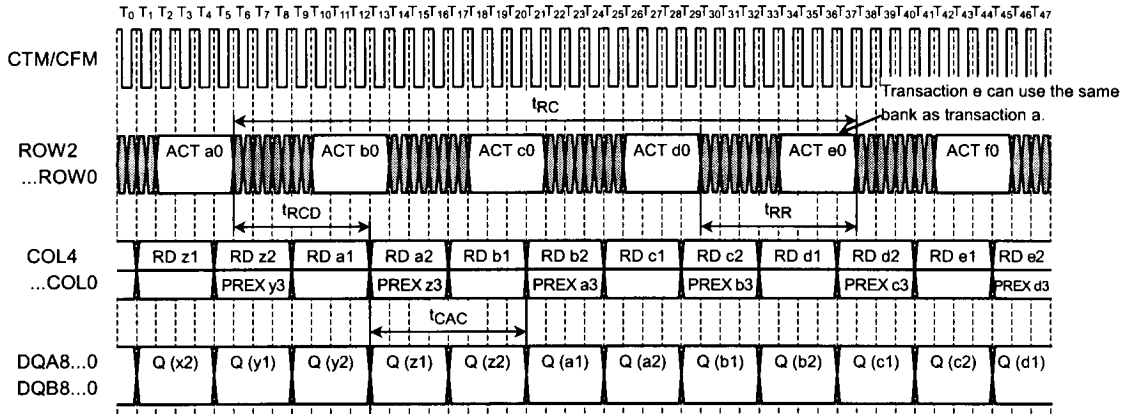 T0 T1 T2 T3 T4 T5 T6 T7 T8 T9 T10 T11 T12 T13 T14 T15 T16 T17 T18 T19 T20 T21 T22 T23 T24 T25 T26 T27 T28 T29 T30 T31 T32 T33 T34 T35 T36 T37 T38 T39 T40 T41 T42 T43 T44 T45 T46 T47
CTM/CFM
Transaction e can use the same
bank as transaction a.
tRC
ROW2
...ROW0
ACT a0 ACT b0 ACT c0 ACT d0 ACT e0 ACT f0
tRCD tRR
COL4
...COL0
RD z1 RD z2 RD a1 RD a2 RD b1 RD b2 RD c1 RD c2 RD d1 RD d2 RD e1 RD e2
PREX y3 PREX z3 PREX a3 PREX b3 PREX c3 PREX d3
tCAC
DQA8...0
DQB8...0
Q (x2) Q (y1) Q (y2) Q (z1) Q (z2) Q (a1) Q (a2) Q (b1) Q (b2) Q (c1) Q (c2) Q (d1)